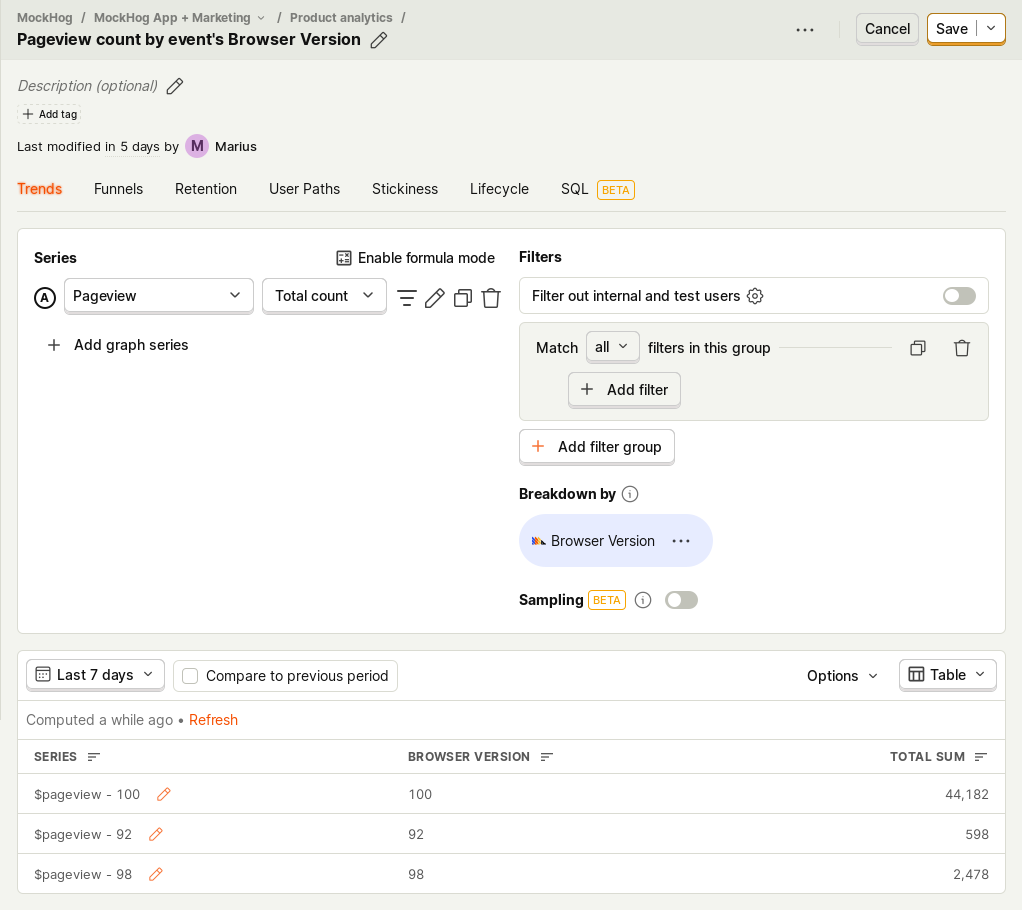 MockHog / MockHog App + Marketing / Product analytics /
Pageview count by event's Browser Version
Cancel
Save
Description (optional)
Add tag
Last modified in 5 days by M Marius
Trends Funnels Retention User Paths Stickiness Lifecycle SQL BETA
Series
Enable formula mode
A Pageview Total count
Add graph series
Filters
Filter out internal and test users
Match all filters in this group
Add filter
Add filter group
Breakdown by
Browser Version
Sampling BETA
Last 7 days Compare to previous period Options Table
Computed a while ago • Refresh
SERIES BROWSER VERSION TOTAL SUM
$pageview - 100 100 44,182
$pageview - 92 92 598
$pageview - 98 98 2,478